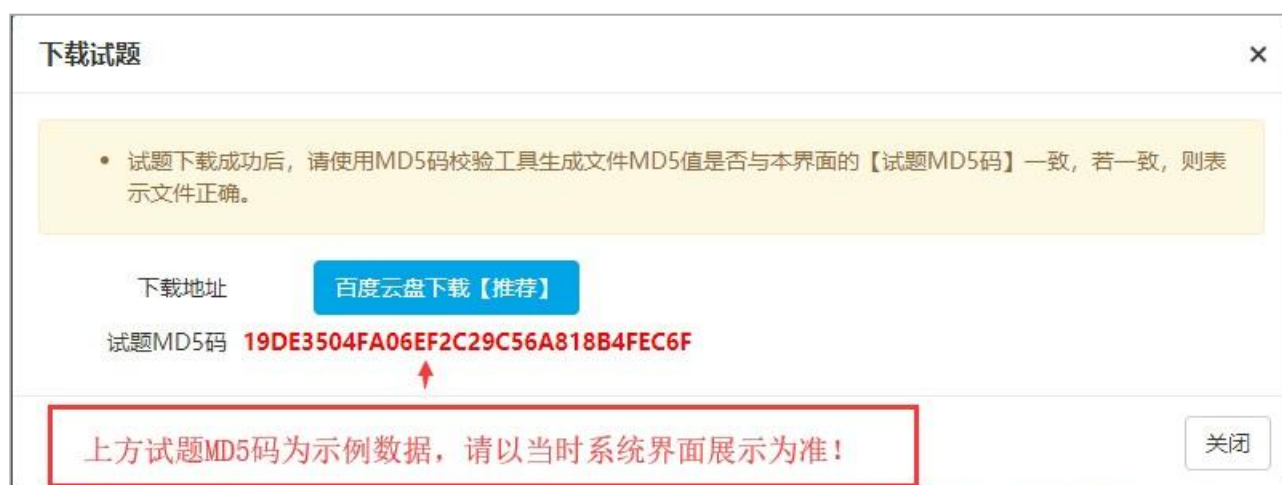 下载试题
×
• 试题下载成功后，请使用MD5码校验工具生成文件MD5值是否与本界面的【试题MD5码】一致，若一致，则表
示文件正确。
下载地址 百度云盘下载【推荐】
试题MD5码 19DE3504FA06EF2C29C56A818B4FEC6F
上方试题MD5码为示例数据，请以当时系统界面展示为准！
关闭